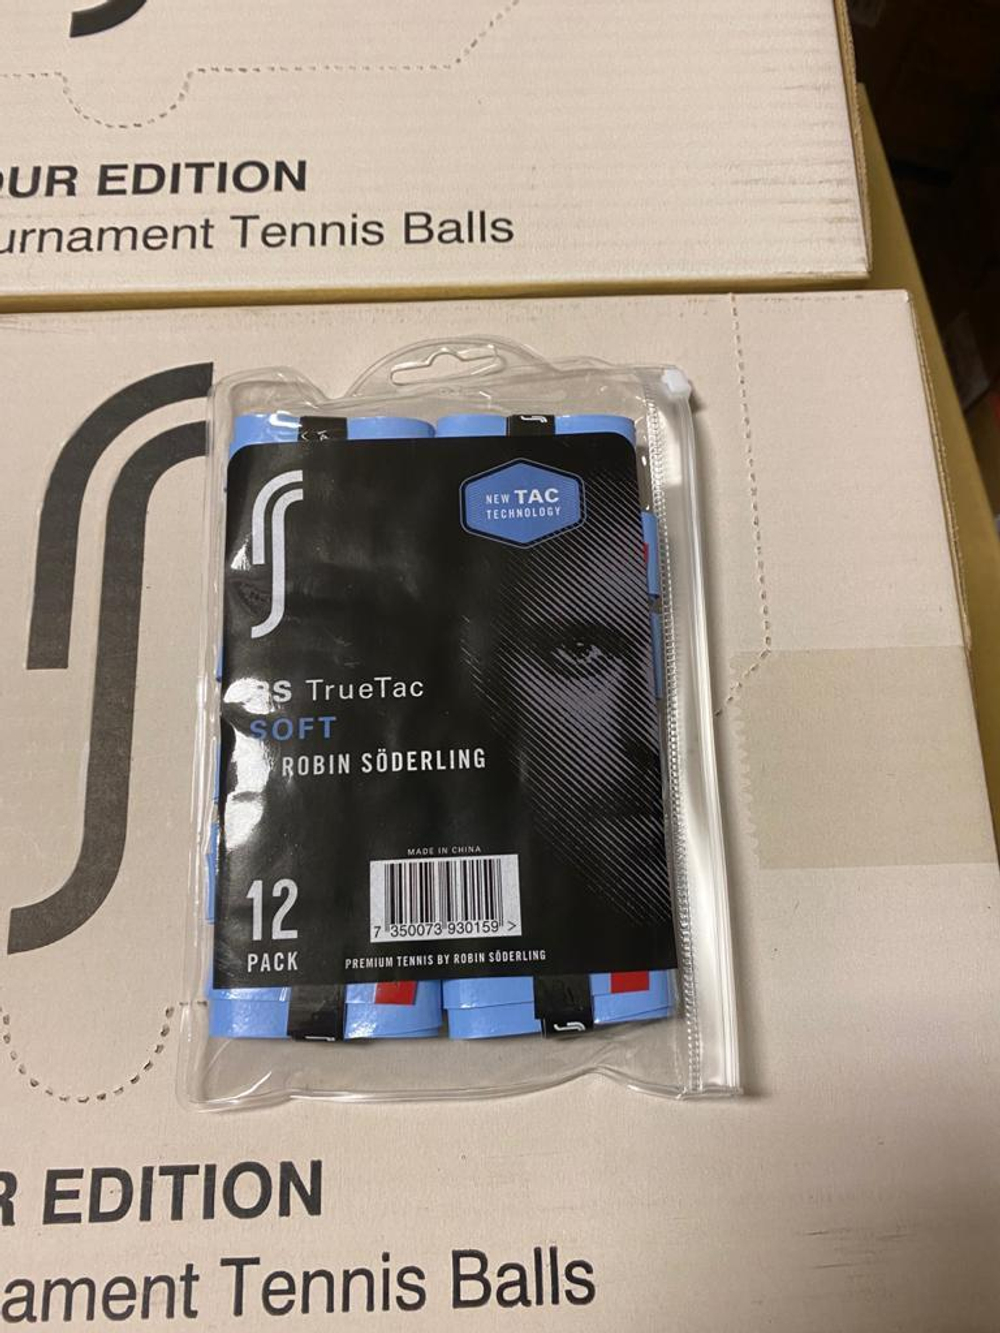 OUR EDITION
urnament Tennis Balls
NEW TAC
TECHNOLOGY
RS TrueTac
SOFT
ROBIN SÖDERLING
MADE IN CHINA
7 350073 930159 >
12
PACK
PREMIUM TENNIS BY ROBIN SÖDERLING
R EDITION
ament Tennis Balls